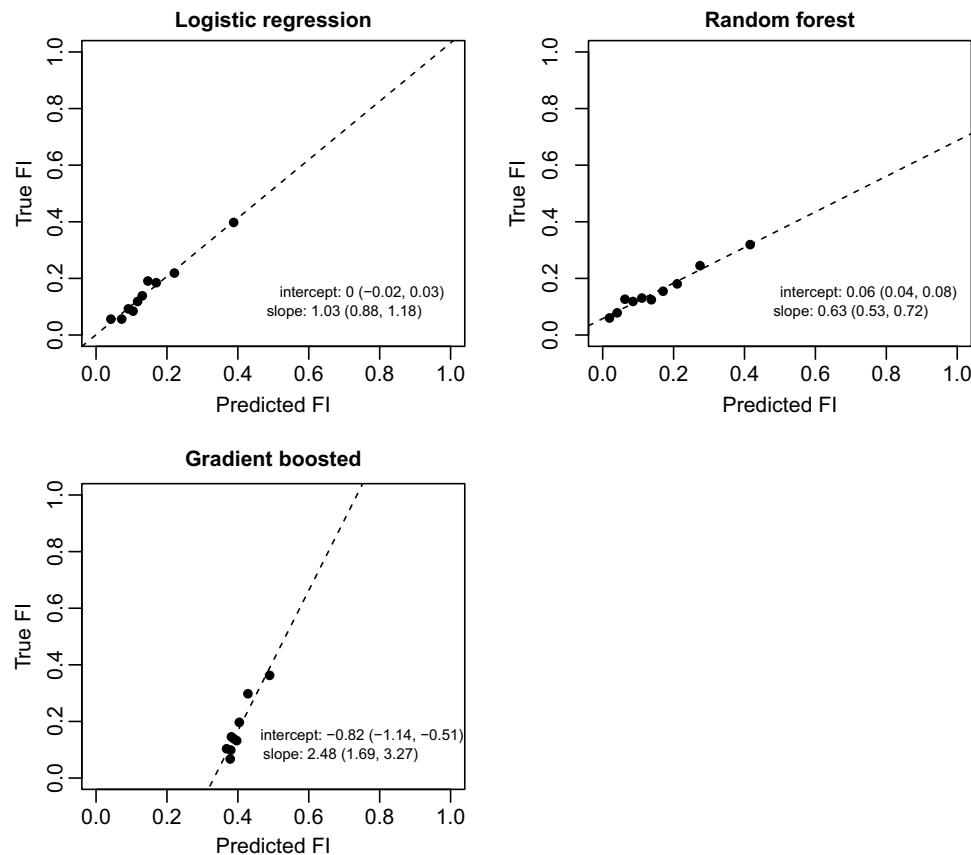 Logistic regression
True FI
1.0
0.8
0.6
0.4
0.2
0.0
intercept: 0 (−0.02, 0.03)
slope: 1.03 (0.88, 1.18)
0.0 0.2 0.4 0.6 0.8 1.0
Predicted FI
Random forest
True FI
1.0
0.8
0.6
0.4
0.2
0.0
intercept: 0.06 (0.04, 0.08)
slope: 0.63 (0.53, 0.72)
0.0 0.2 0.4 0.6 0.8 1.0
Predicted FI
Gradient boosted
True FI
1.0
0.8
0.6
0.4
0.2
0.0
intercept: −0.82 (−1.14, −0.51)
slope: 2.48 (1.69, 3.27)
0.0 0.2 0.4 0.6 0.8 1.0
Predicted FI